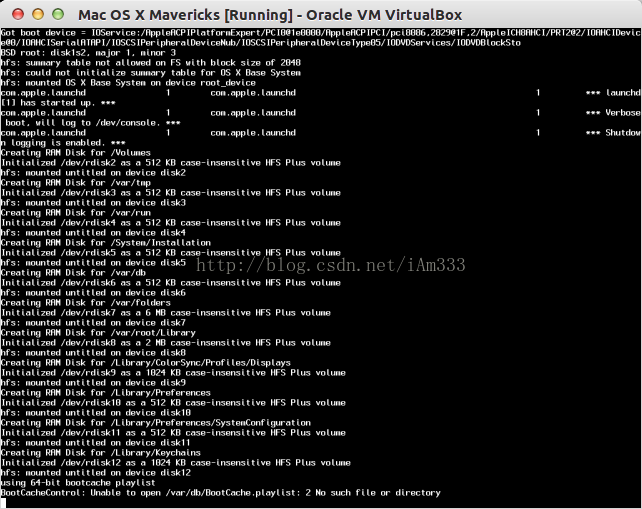 Mac OS X Mavericks [Running] - Oracle VM VirtualBox
Got boot device = IOService:/AppleACPIPlatformExpert/PCI0@1e0000/AppleACPIPCI/pci8086,282901F,2/AppleICH8AHCI/PRT202/IOAHCIDevic
e00/IOAHCISerialATAPI/IOSCSIPeripheralDeviceNub/IOSCSIPeripheralDeviceType05/IODVDServices/IODVDBlockSto
BSD root: disk1s2, major 1, minor 3
hfs: summary table not allowed on FS with block size of 2048
hfs: could not initialize summary table for OS X Base System
hfs: mounted OS X Base System on device root_device
com.apple.launchd 1 com.apple.launchd 1 *** launchd
[1] has started up. ***
com.apple.launchd 1 com.apple.launchd 1 *** Verbose
boot, will log to /dev/console. ***
com.apple.launchd 1 com.apple.launchd 1 *** Shutdow
n logging is enabled. ***
Creating RAM Disk for /Volumes
Initialized /dev/rdisk2 as a 512 KB case-insensitive HFS Plus volume
hfs: mounted untitled on device disk2
Creating RAM Disk for /var/tmp
Initialized /dev/rdisk3 as a 512 KB case-insensitive HFS Plus volume
hfs: mounted untitled on device disk3
Creating RAM Disk for /var/run
Initialized /dev/rdisk4 as a 512 KB case-insensitive HFS Plus volume
hfs: mounted untitled on device disk4
Creating RAM Disk for /System/Installation
Initialized /dev/rdisk5 as a 512 KB case-insensitive HFS Plus volume
hfs: mounted untitled on device disk5
http://blog.csdn.net/iAm333
Creating RAM Disk for /var/db
Initialized /dev/rdisk6 as a 512 KB case-insensitive HFS Plus volume
hfs: mounted untitled on device disk6
Creating RAM Disk for /var/folders
Initialized /dev/rdisk7 as a 6 MB case-insensitive HFS Plus volume
hfs: mounted untitled on device disk7
Creating RAM Disk for /var/root/Library
Initialized /dev/rdisk8 as a 2 MB case-insensitive HFS Plus volume
hfs: mounted untitled on device disk8
Creating RAM Disk for /Library/ColorSync/Profiles/Displays
Initialized /dev/rdisk9 as a 1024 KB case-insensitive HFS Plus volume
hfs: mounted untitled on device disk9
Creating RAM Disk for /Library/Preferences
Initialized /dev/rdisk10 as a 512 KB case-insensitive HFS Plus volume
hfs: mounted untitled on device disk10
Creating RAM Disk for /Library/Preferences/SystemConfiguration
Initialized /dev/rdisk11 as a 512 KB case-insensitive HFS Plus volume
hfs: mounted untitled on device disk11
Creating RAM Disk for /Library/Keychains
Initialized /dev/rdisk12 as a 1024 KB case-insensitive HFS Plus volume
hfs: mounted untitled on device disk12
using 64-bit bootcache playlist
BootCacheControl: Unable to open /var/db/BootCache.playlist: 2 No such file or directory